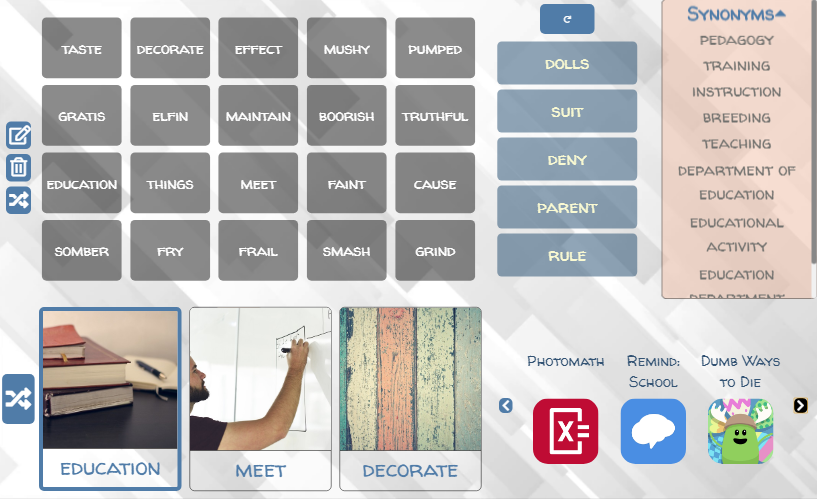 TASTE
DECORATE
EFFECT
MUSHY
PUMPED
GRATIS
ELFIN
MAINTAIN
BOORISH
TRUTHFUL
EDUCATION
THINGS
MEET
FAINT
CAUSE
SOMBER
FRY
FRAIL
SMASH
GRIND
DOLLS
SUIT
DENY
PARENT
RULE
SYNONYMS
PEDAGOGY
TRAINING
INSTRUCTION
BREEDING
TEACHING
DEPARTMENT OF
EDUCATION
EDUCATIONAL
ACTIVITY
EDUCATION
DEPARTMENT
EDUCATION
MEET
DECORATE
PHOTOMATH
REMIND:
SCHOOL
DUMB WAYS
TO DIE
X